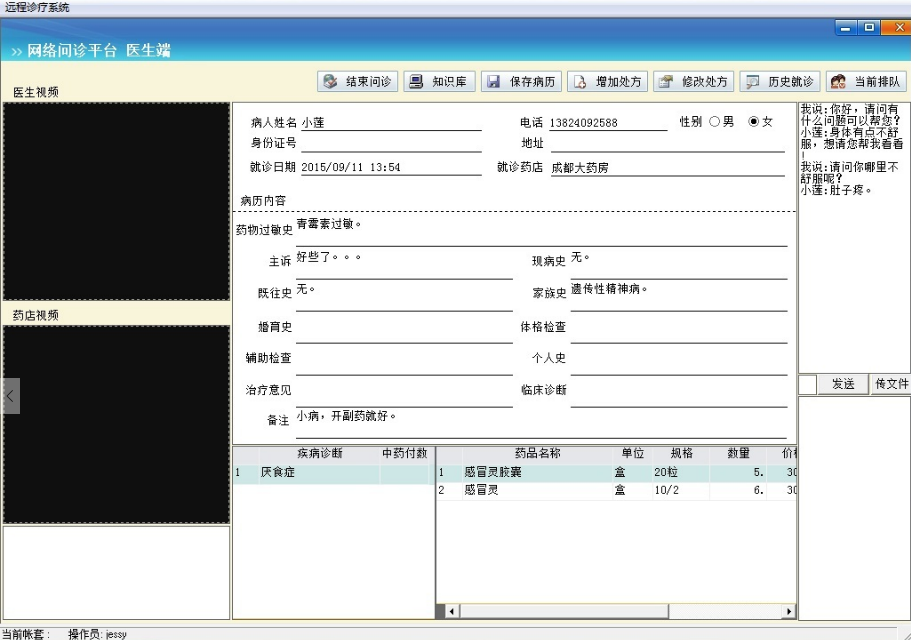 远程诊疗系统
>> 网络问诊平台 医生端
结束问诊 知识库 保存病历 增加处方 修改处方 历史就诊 当前排队
医生视频
病人姓名 小莲 电话 13824092588 性别 男 女
身份证号 地址
就诊日期 2015/09/11 13:54 就诊药店 成都大药房
病历内容
药物过敏史 青霉素过敏。
主诉 好些了。。。 现病史 无。
既往史 无。 家族史 遗传性精神病。
婚育史 体格检查
辅助检查 个人史
治疗意见 临床诊断
备注 小病，开副药就好。
药店视频
我说:你好，请问有
什么问题可以帮您?
小莲:身体有点不舒
服，想请您帮我看看
!
我说:请问你哪里不
舒服呢?
小莲:肚子疼。
发送 传文件
疾病诊断 中药付数
1 厌食症
药品名称 单位 规格 数量 价
1 感冒灵胶囊 盒 20粒 5. 30
2 感冒灵 盒 10/2 6. 30
当前帐套: 操作员: jessy